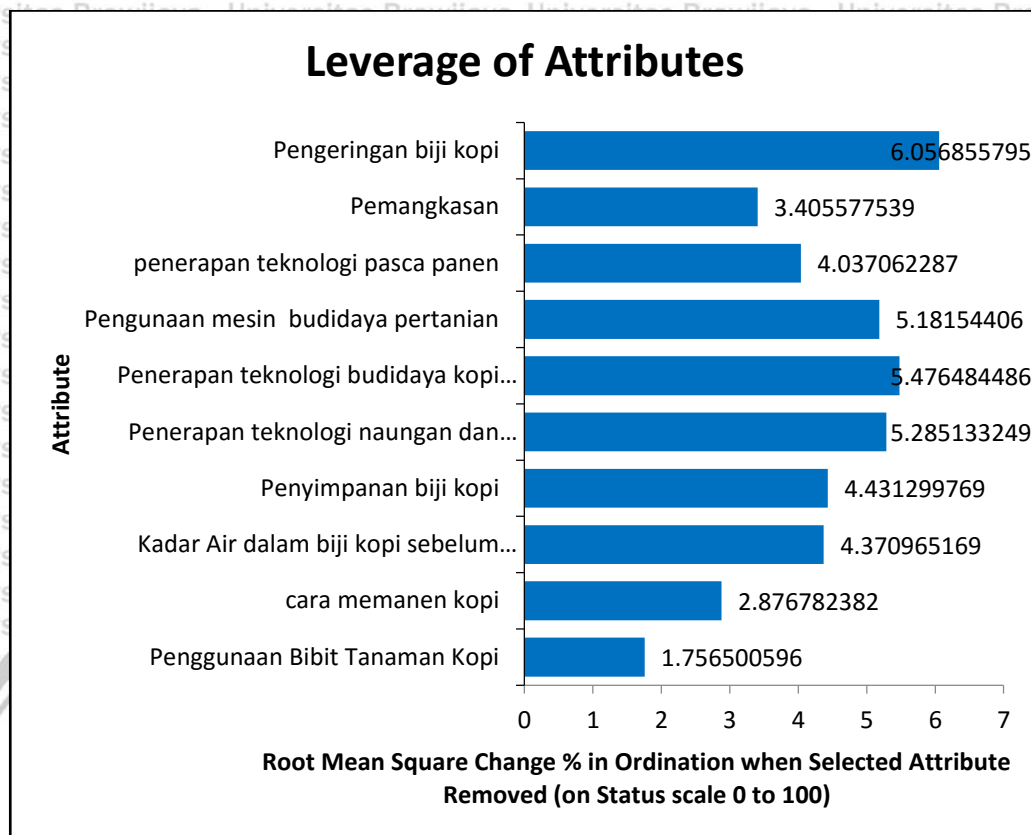 Leverage of Attributes
Pengeringan biji kopi
6.056855795
Pemangkasan
3.405577539
penerapan teknologi pasca panen
4.037062287
Pengunaan mesin budidaya pertanian
5.18154406
Penerapan teknologi budidaya kopi...
5.476484486
Penerapan teknologi naungan dan...
5.285133249
Penyimpanan biji kopi
4.431299769
Kadar Air dalam biji kopi sebelum...
4.370965169
cara memanen kopi
2.876782382
Penggunaan Bibit Tanaman Kopi
1.756500596
Attribute
0 1 2 3 4 5 6 7
Root Mean Square Change % in Ordination when Selected Attribute
Removed (on Status scale 0 to 100)